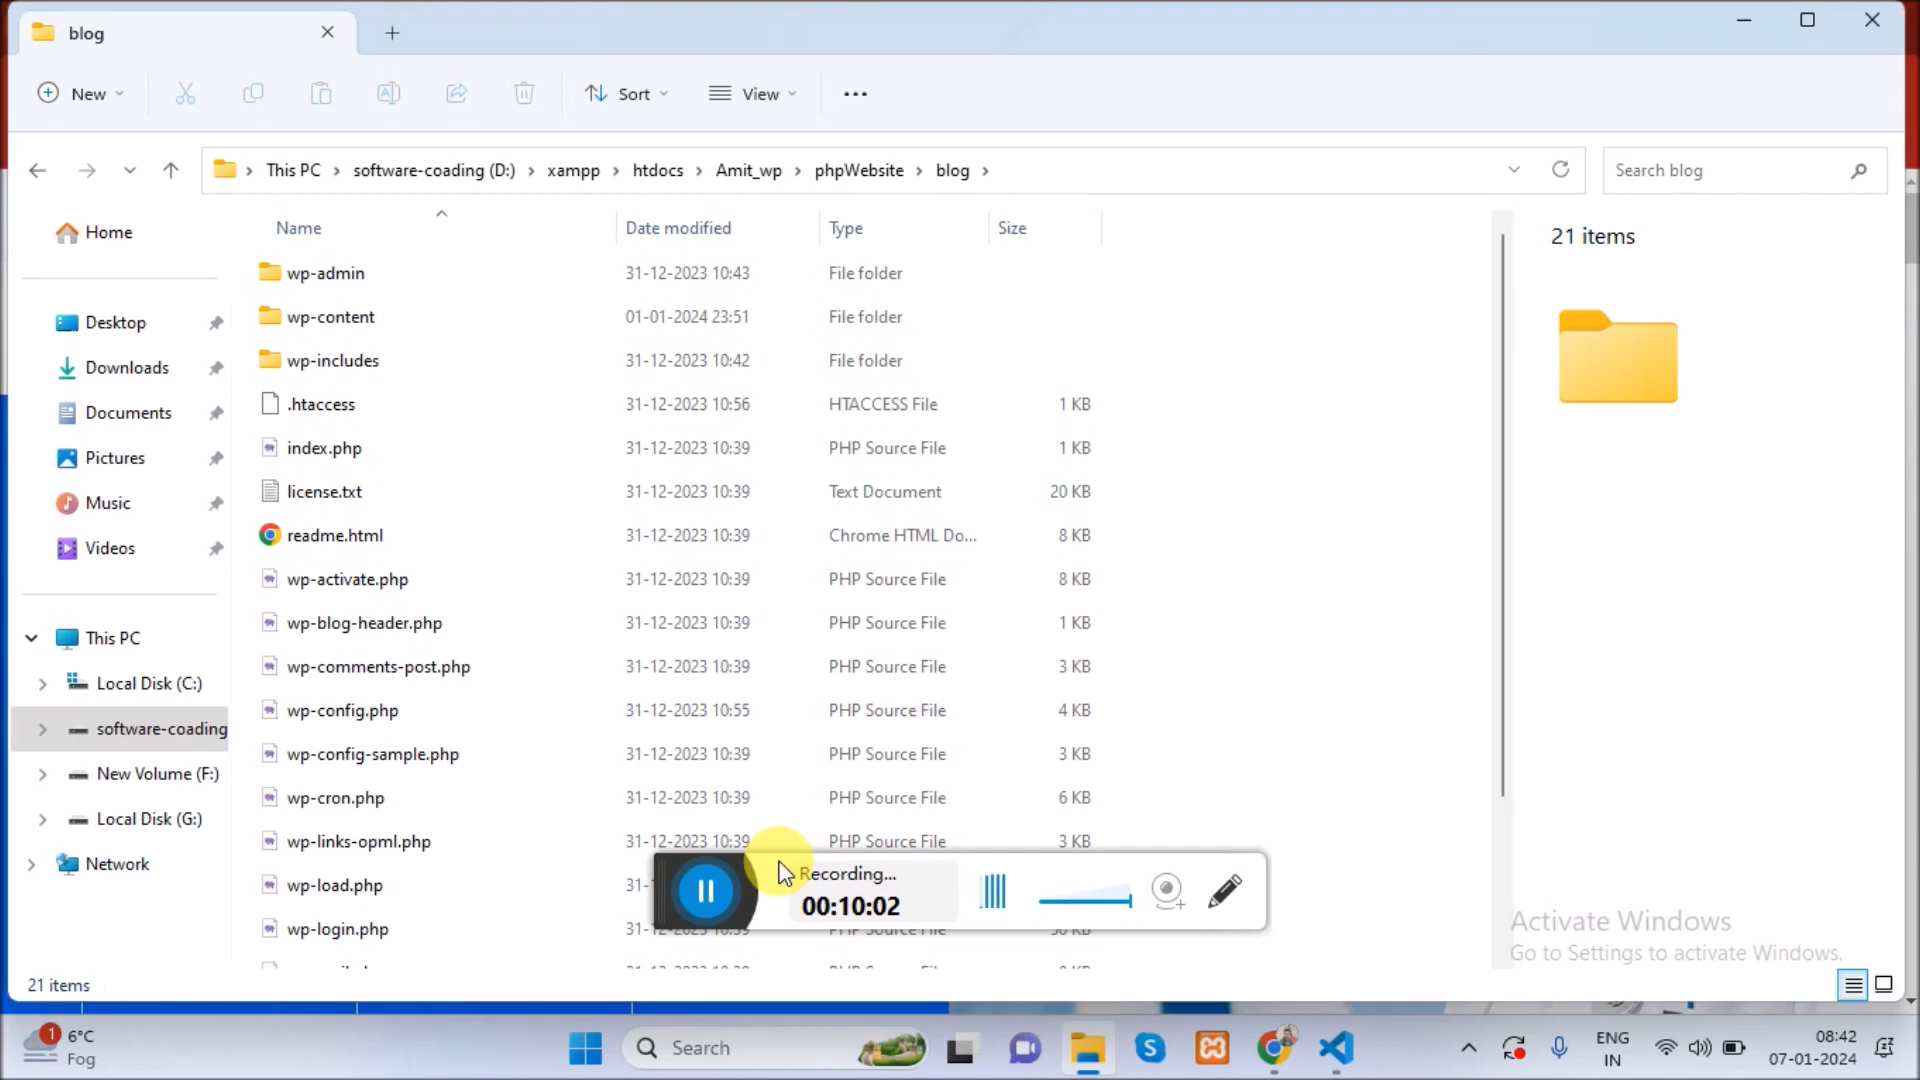 blog
New
Sort
View
This PC
software-coading (D:)
xampp
htdocs
Amit_wp
phpWebsite
blog
Search blog
Home
Desktop
Downloads
Documents
Pictures
Music
Videos
This PC
Local Disk (C:)
software-coading
New Volume (F:)
Local Disk (G:)
Network
Name Date modified Type Size
wp-admin 31-12-2023 10:43 File folder
wp-content 01-01-2024 23:51 File folder
wp-includes 31-12-2023 10:42 File folder
.htaccess 31-12-2023 10:56 HTACCESS File 1 KB
index.php 31-12-2023 10:39 PHP Source File 1 KB
license.txt 31-12-2023 10:39 Text Document 20 KB
readme.html 31-12-2023 10:39 Chrome HTML Do... 8 KB
wp-activate.php 31-12-2023 10:39 PHP Source File 8 KB
wp-blog-header.php 31-12-2023 10:39 PHP Source File 1 KB
wp-comments-post.php 31-12-2023 10:39 PHP Source File 3 KB
wp-config.php 31-12-2023 10:55 PHP Source File 4 KB
wp-config-sample.php 31-12-2023 10:39 PHP Source File 3 KB
wp-cron.php 31-12-2023 10:39 PHP Source File 6 KB
wp-links-opml.php 31-12-2023 10:39 PHP Source File 3 KB
wp-load.php
wp-login.php
21 items
Recording...
00:10:02
Activate Windows
Go to Settings to activate Windows.
21 items
1
6°C
Fog
Search
ENG
IN
08:42
07-01-2024